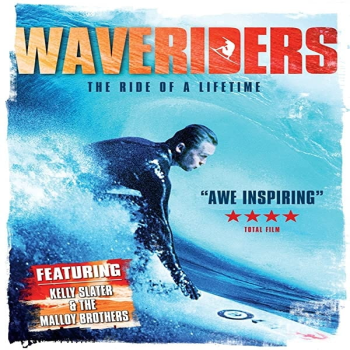 WAVERIDERS
THE RIDE OF A LIFETIME
“AWE INSPIRING”
★★★★
TOTAL FILM
FEATURING
KELLY SLATER
& THE
MALLOY BROTHERS